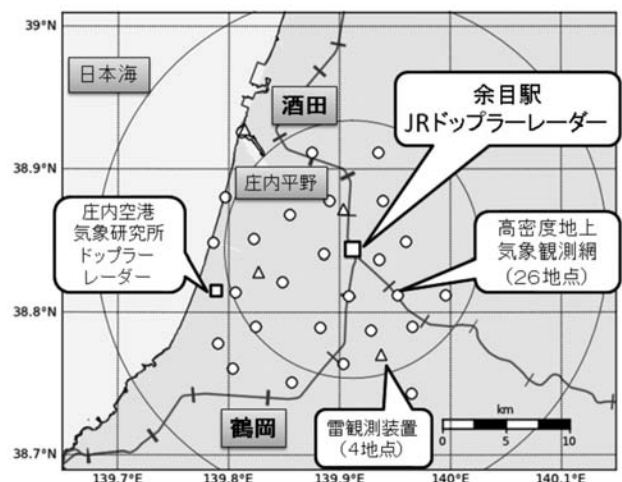 39°N
日本海
酒田
余目駅
JRドップラーレーダー
38.9°N
庄内平野
庄内空港
気象研究所
ドップラー
レーダー
高密度地上
気象観測網
(26地点)
38.8°N
鶴岡
雷観測装置
(4地点)
km
0 5 10
38.7°N
139.7°E 139.8°E 139.9°E 140°E 140.1°E